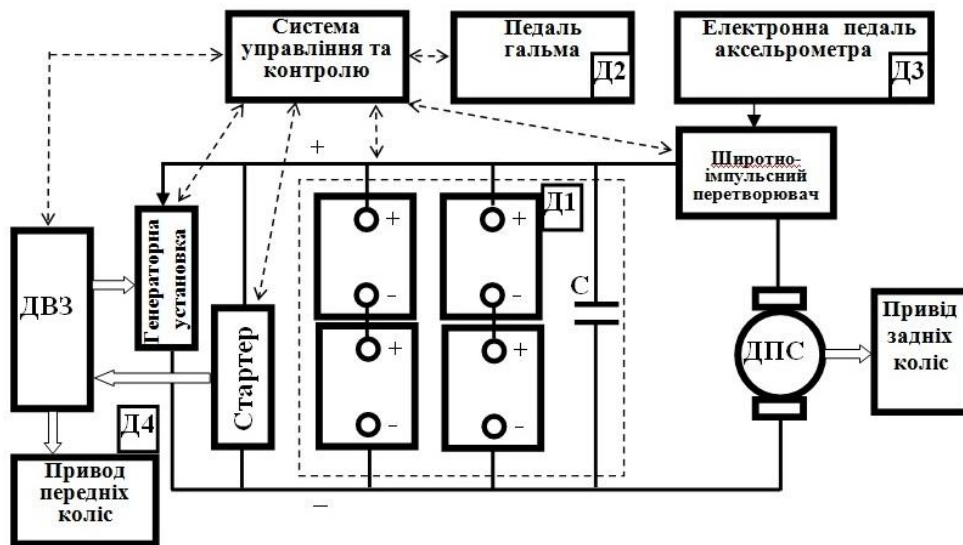 Система
управління та
контролю
Педаль
гальма
Д2
Електронна педаль
акселърометра
Д3
Широтно-
імпульсний
перетворювач
+
ДВЗ
Генераторна
установка
Стартер
+
–
+
–
+
–
+
–
Д1
С
ДПС
Привід
задніх
коліс
Д4
Привод
передніх
коліс
–